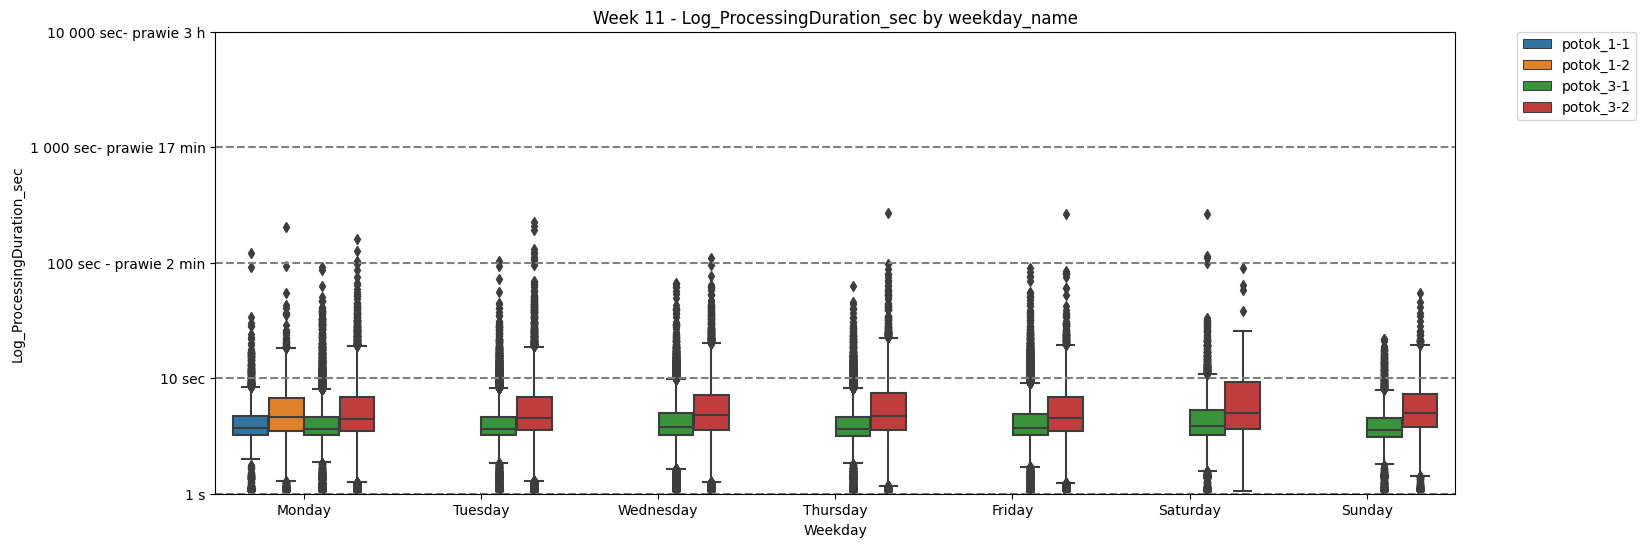 Week 11 - Log_ProcessingDuration_sec by weekday_name
10 000 sec- prawie 3 h
1 000 sec- prawie 17 min
100 sec - prawie 2 min
10 sec
1 s
Log_ProcessingDuration_sec
Monday
Tuesday
Wednesday
Thursday
Friday
Saturday
Sunday
Weekday
potok_1-1
potok_1-2
potok_3-1
potok_3-2